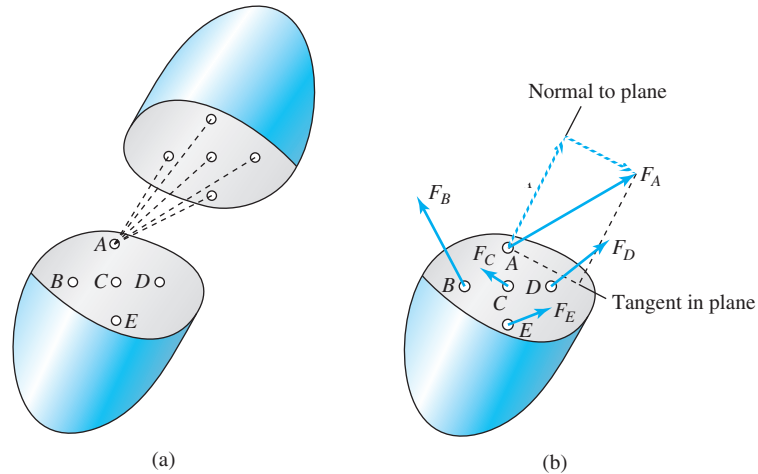 A
B C D
E
(a)
Normal to plane
F_A
F_B
F_D
F_C
A
B C D
Tangent in plane
F_E
E
(b)